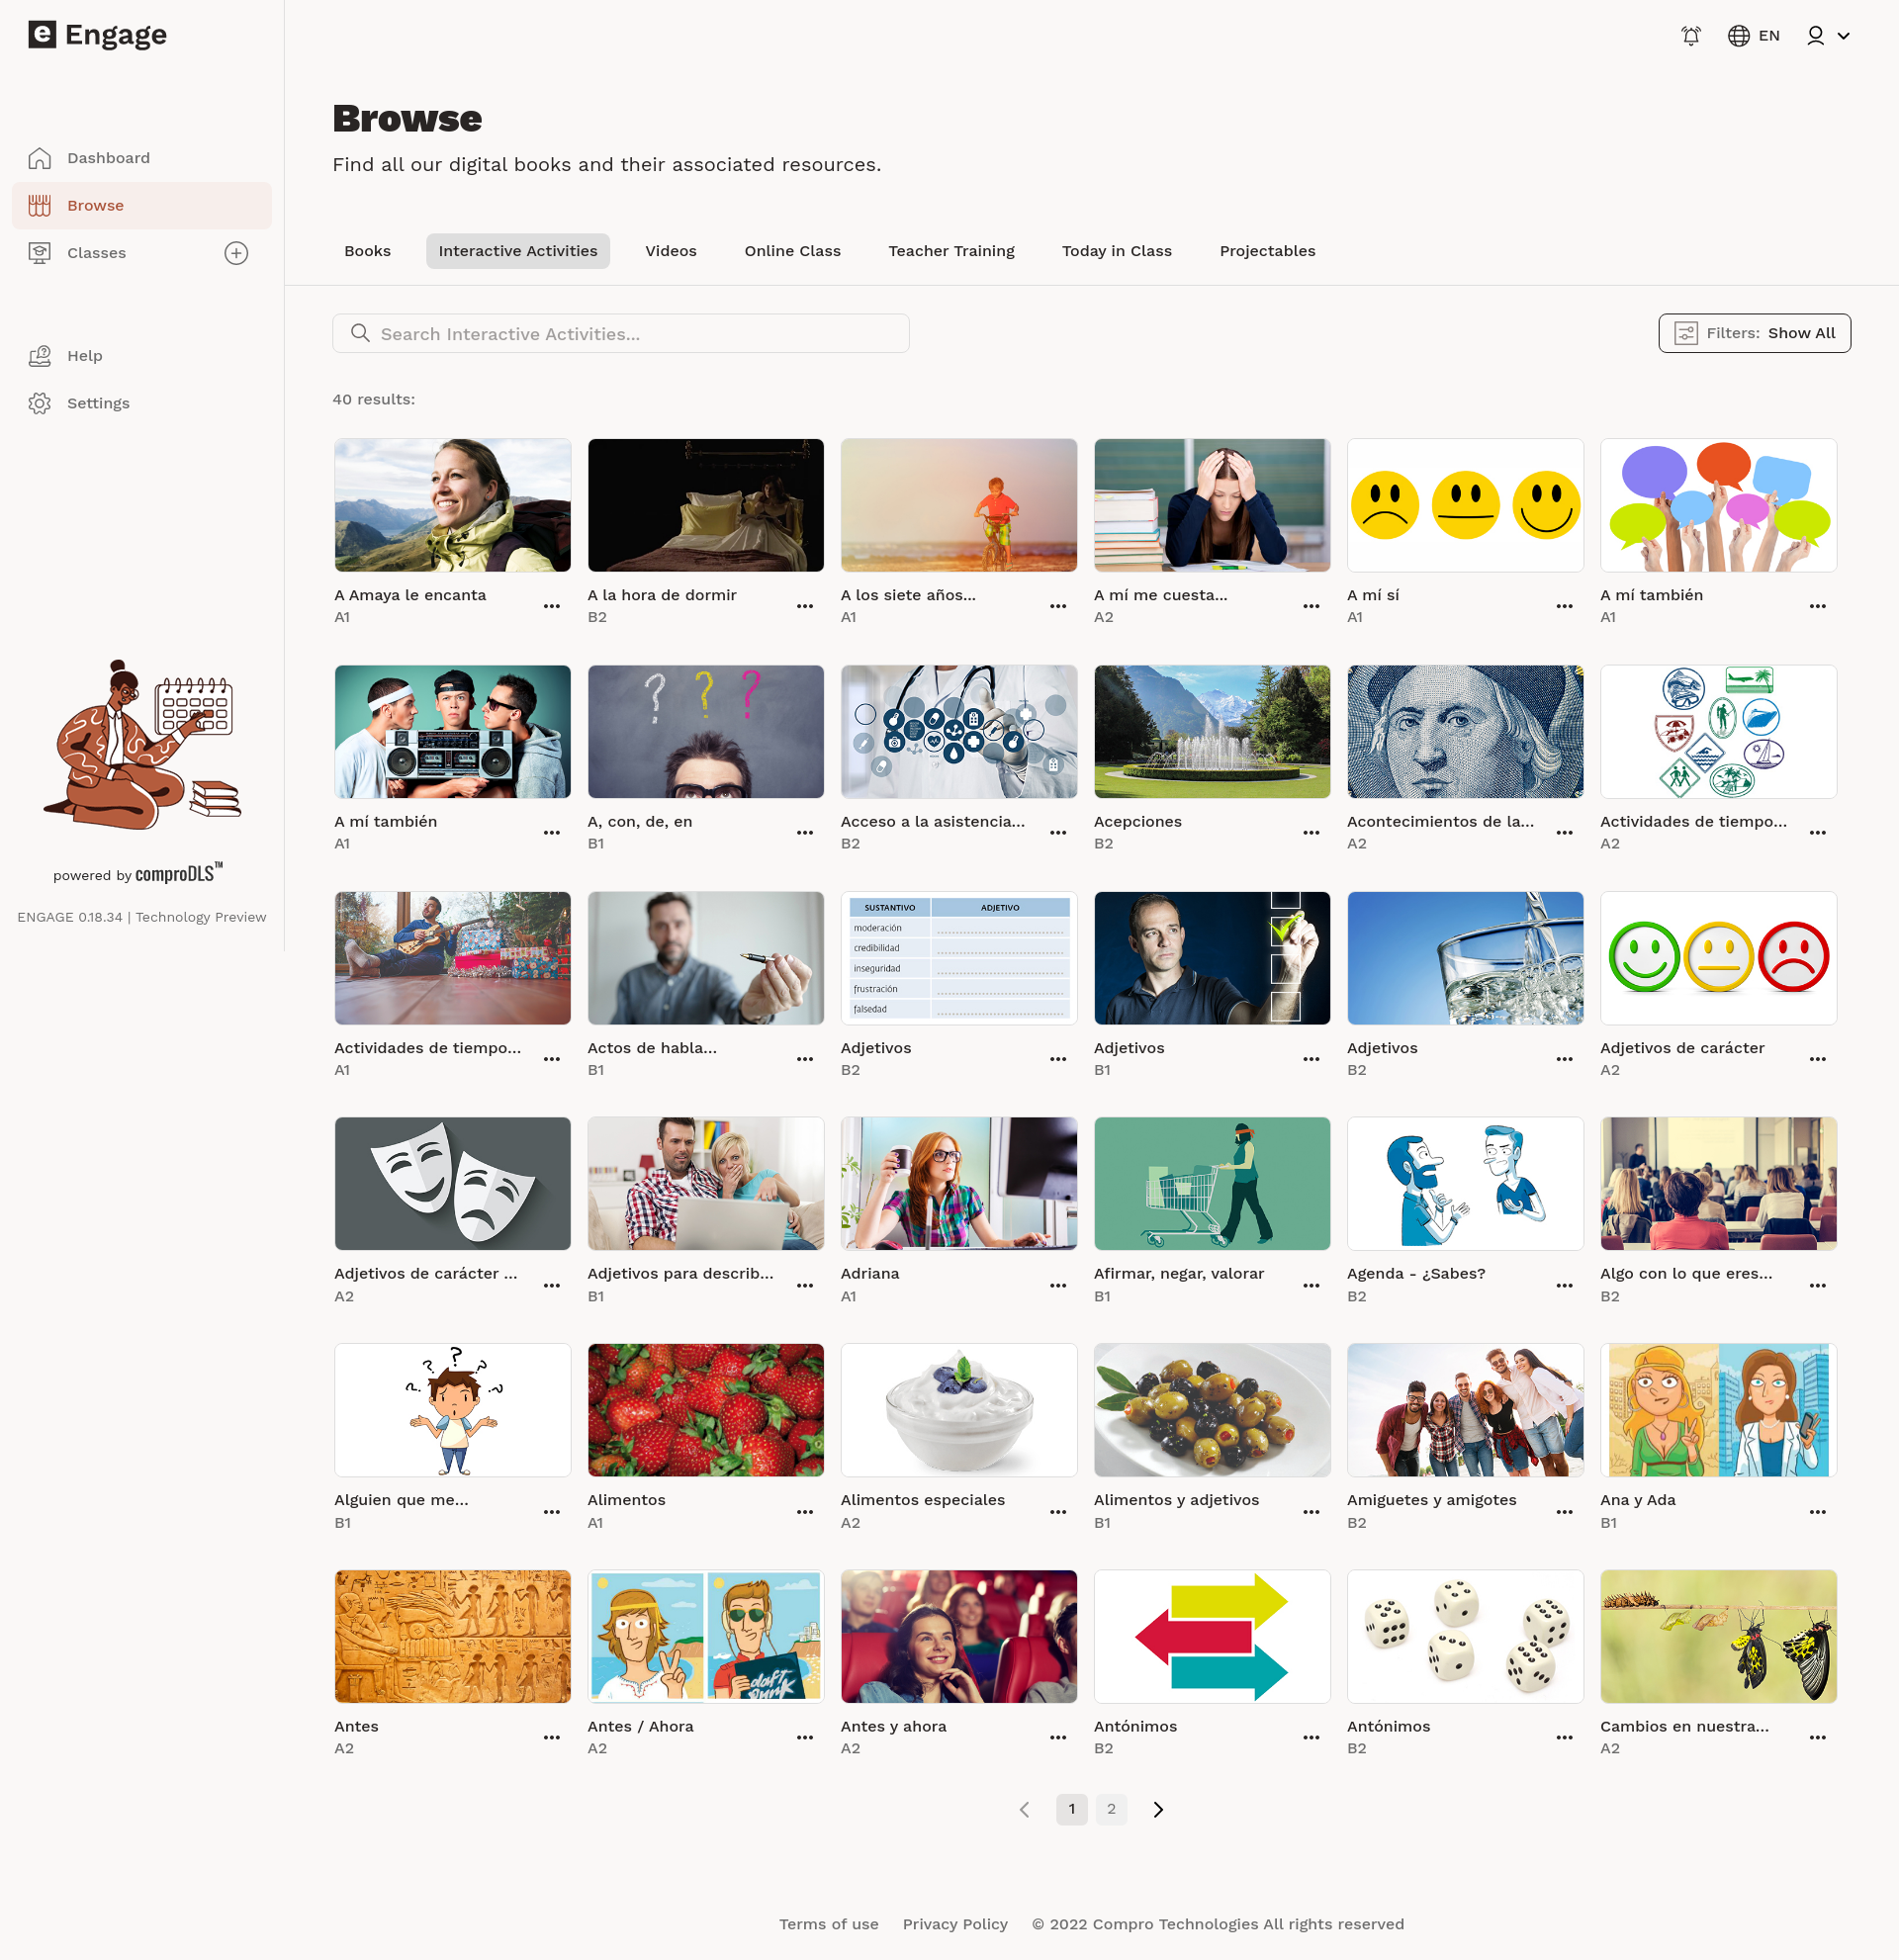 e Engage
EN
Dashboard
Browse
Classes
Help
Settings
powered by comproDLS™
ENGAGE 0.18.34 | Technology Preview
Browse
Find all our digital books and their associated resources.
Books Interactive Activities Videos Online Class Teacher Training Today in Class Projectables
Search Interactive Activities...
Filters: Show All
40 results:
A Amaya le encanta
A1
A la hora de dormir
B2
A los siete años...
A1
A mí me cuesta...
A2
A mí sí
A1
A mí también
A1
? ? ?
A mí también
A1
A, con, de, en
B1
Acceso a la asistencia...
B2
Acepciones
B2
Acontecimientos de la...
A2
Actividades de tiempo...
A2
SUSTANTIVO ADJETIVO
moderación
credibilidad
inseguridad
frustración
falsedad
Actividades de tiempo...
A1
Actos de habla...
B1
Adjetivos
B2
Adjetivos
B1
Adjetivos
B2
Adjetivos de carácter
A2
Adjetivos de carácter ...
A2
Adjetivos para describ...
B1
Adriana
A1
Afirmar, negar, valorar
B1
Agenda - ¿Sabes?
B2
Algo con lo que eres...
B2
? ? ? ? ?
Alguien que me...
B1
Alimentos
A1
Alimentos especiales
A2
Alimentos y adjetivos
B1
Amiguetes y amigotes
B2
Ana y Ada
B1
daft
punk
Antes
A2
Antes / Ahora
A2
Antes y ahora
A2
Antónimos
B2
Antónimos
B2
Cambios en nuestra...
A2
1 2
Terms of use Privacy Policy © 2022 Compro Technologies All rights reserved